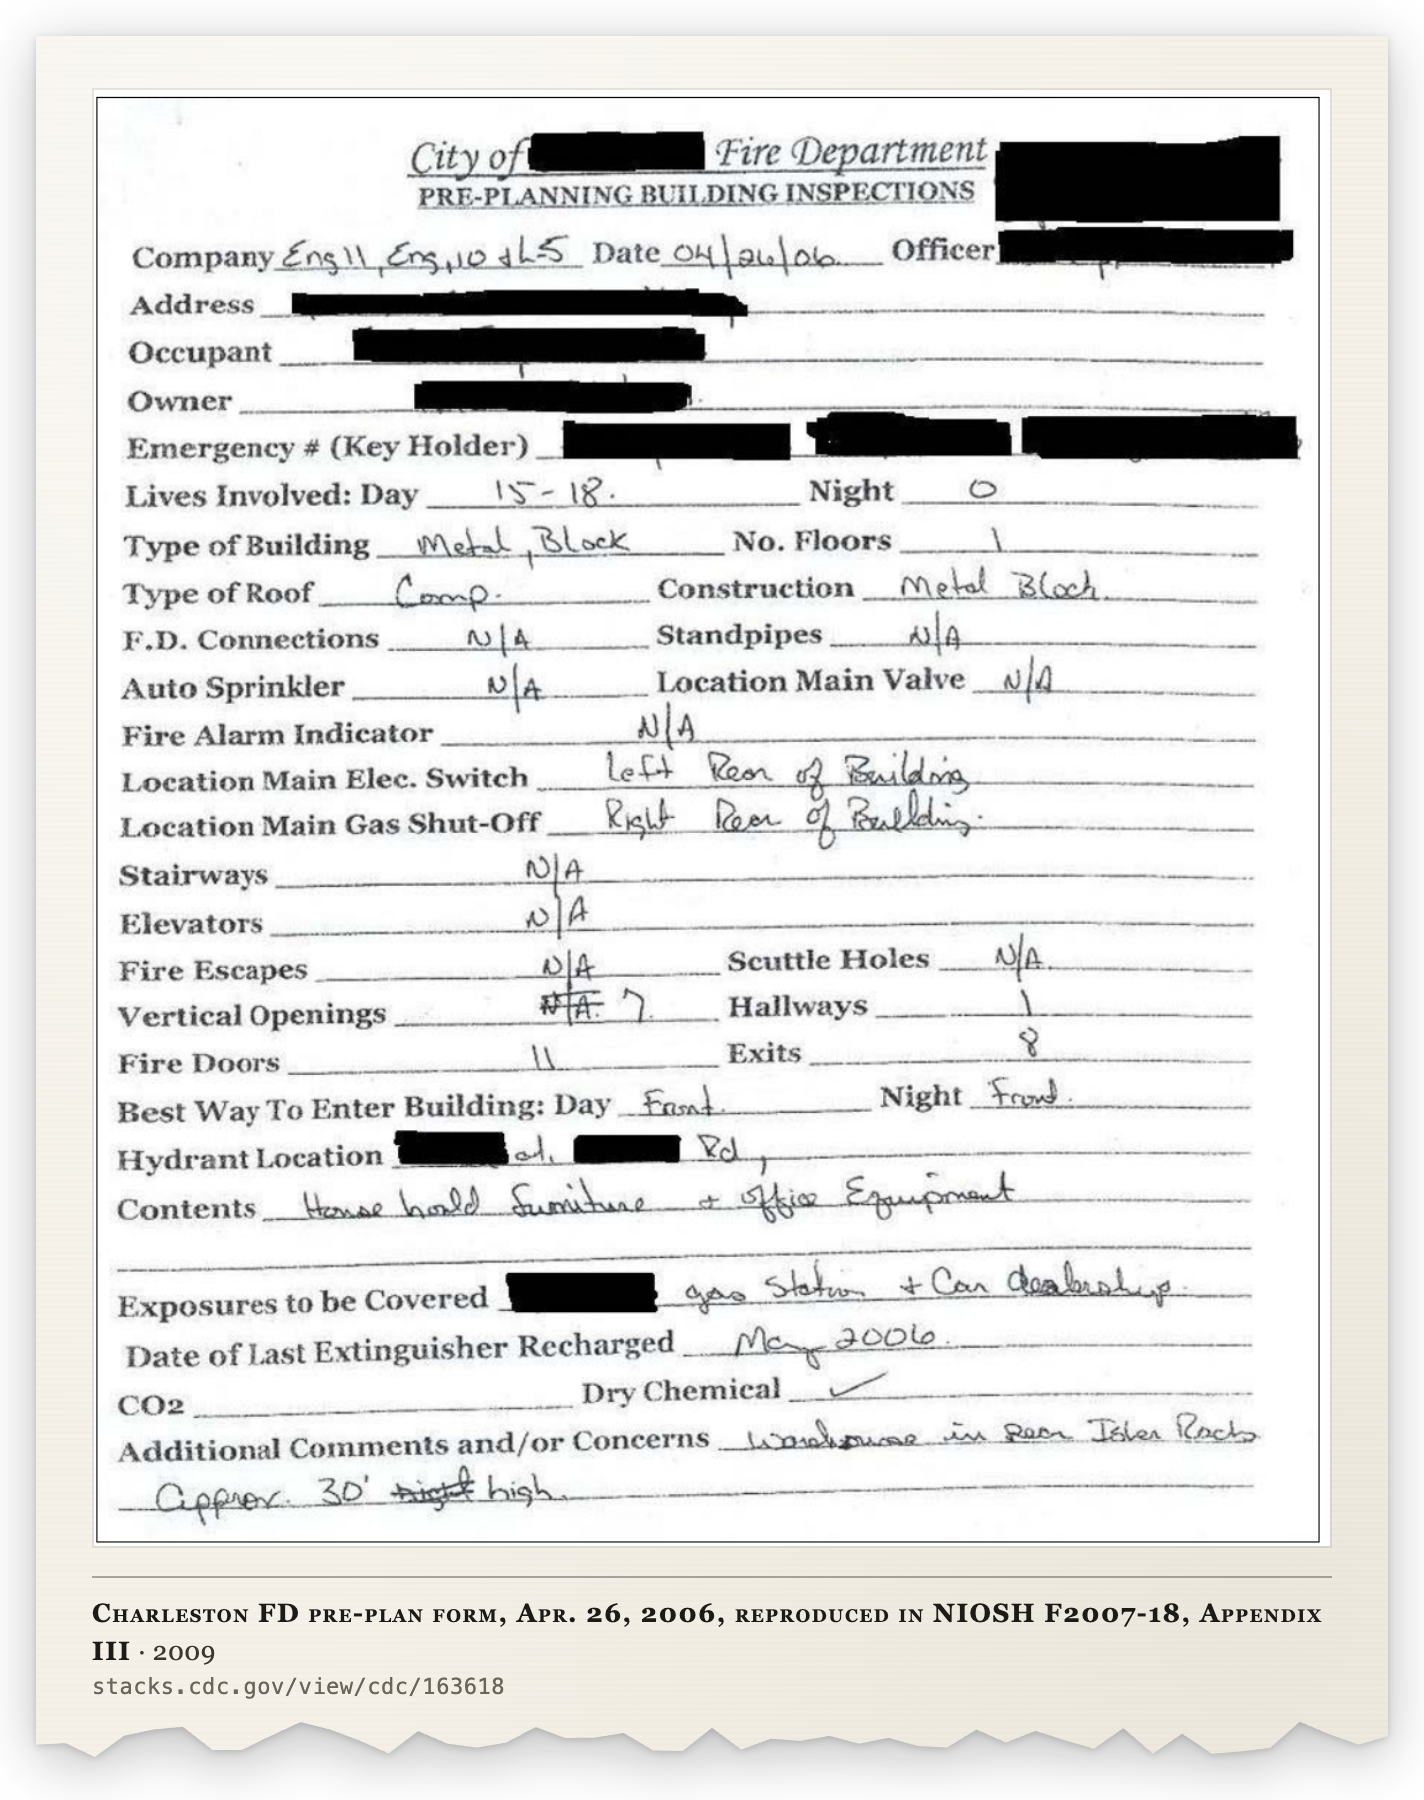 City of Fire Department
PRE-PLANNING BUILDING INSPECTIONS
Company Eng 11, Eng, 10 & L-5 Date 04/26/06 Officer
Address
Occupant
Owner
Emergency # (Key Holder)
Lives Involved: Day 15-18. Night 0
Type of Building Metal, Block No. Floors 1
Type of Roof Comp. Construction Metal Block.
F.D. Connections N/A Standpipes N/A
Auto Sprinkler N/A Location Main Valve N/A
Fire Alarm Indicator N/A
Location Main Elec. Switch Left Rear of Building
Location Main Gas Shut-Off Right Rear of Building.
Stairways N/A
Elevators N/A
Fire Escapes N/A Scuttle Holes N/A.
Vertical Openings N/A. 7. Hallways 1
Fire Doors 11 Exits 8
Best Way To Enter Building: Day Front. Night Front.
Hydrant Location at. Rd,
Contents House hold furniture + office Equipment
Exposures to be Covered gas Station + Car dealership.
Date of Last Extinguisher Recharged May 2006.
CO2 Dry Chemical ✓
Additional Comments and/or Concerns Warehouse in rear Racks
approx. 30' high.
Charleston FD pre-plan form, Apr. 26, 2006, reproduced in NIOSH F2007-18, Appendix
III · 2009
stacks.cdc.gov/view/cdc/163618